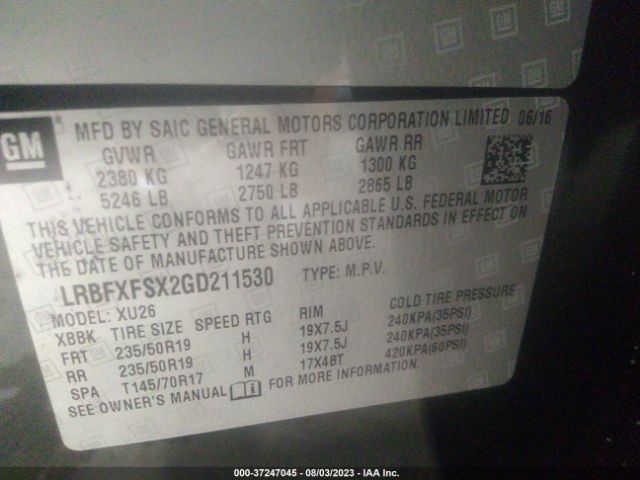 GM
MFD BY SAIC GENERAL MOTORS CORPORATION LIMITED 06/16
GVWR GAWR FRT GAWR RR
2380 KG 1247 KG 1300 KG
5246 LB 2750 LB 2865 LB
THIS VEHICLE CONFORMS TO ALL APPLICABLE U.S. FEDERAL MOTOR
VEHICLE SAFETY AND THEFT PREVENTION STANDARDS IN EFFECT ON
THE DATE OF MANUFACTURE SHOWN ABOVE.
LRBFXFSX2GD211530 TYPE: M.P.V.
MODEL: XU26
XBBK TIRE SIZE SPEED RTG RIM COLD TIRE PRESSURE
FRT 235/50R19 H 19X7.5J 240KPA(35PSI)
RR 235/50R19 H 19X7.5J 240KPA(35PSI)
SPA T145/70R17 M 17X4BT 420KPA(60PSI)
SEE OWNER'S MANUAL FOR MORE INFORMATION.
000-37247045 - 08/03/2023 - IAA Inc.